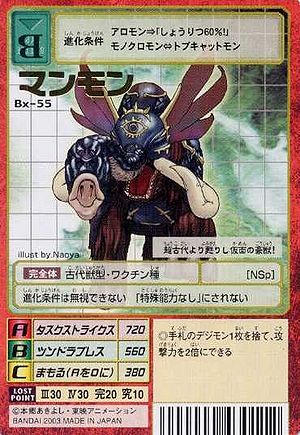 B
進化条件
アロモン⇒「しょうりつ60%!」
モノクロモン⇔トブキャットモン
マンモン
Bx-55
illust by.Naoya
超古代より甦りし仮面の豪獣!
完全体 古代獣型・ワクチン種 [NSp]
進化条件は無視できない 「特殊能力なし」にされない
A タスクストライクス 720
B ツンドラブレス 560
C まもる(Aを0に) 380
◎手札のデジモン1枚を捨て、攻撃力を2倍にできる
LOST POINT Ⅲ30 Ⅳ30 完20 究10
©本郷あきよし・東映アニメーション
BANDAI 2003 MADE IN JAPAN